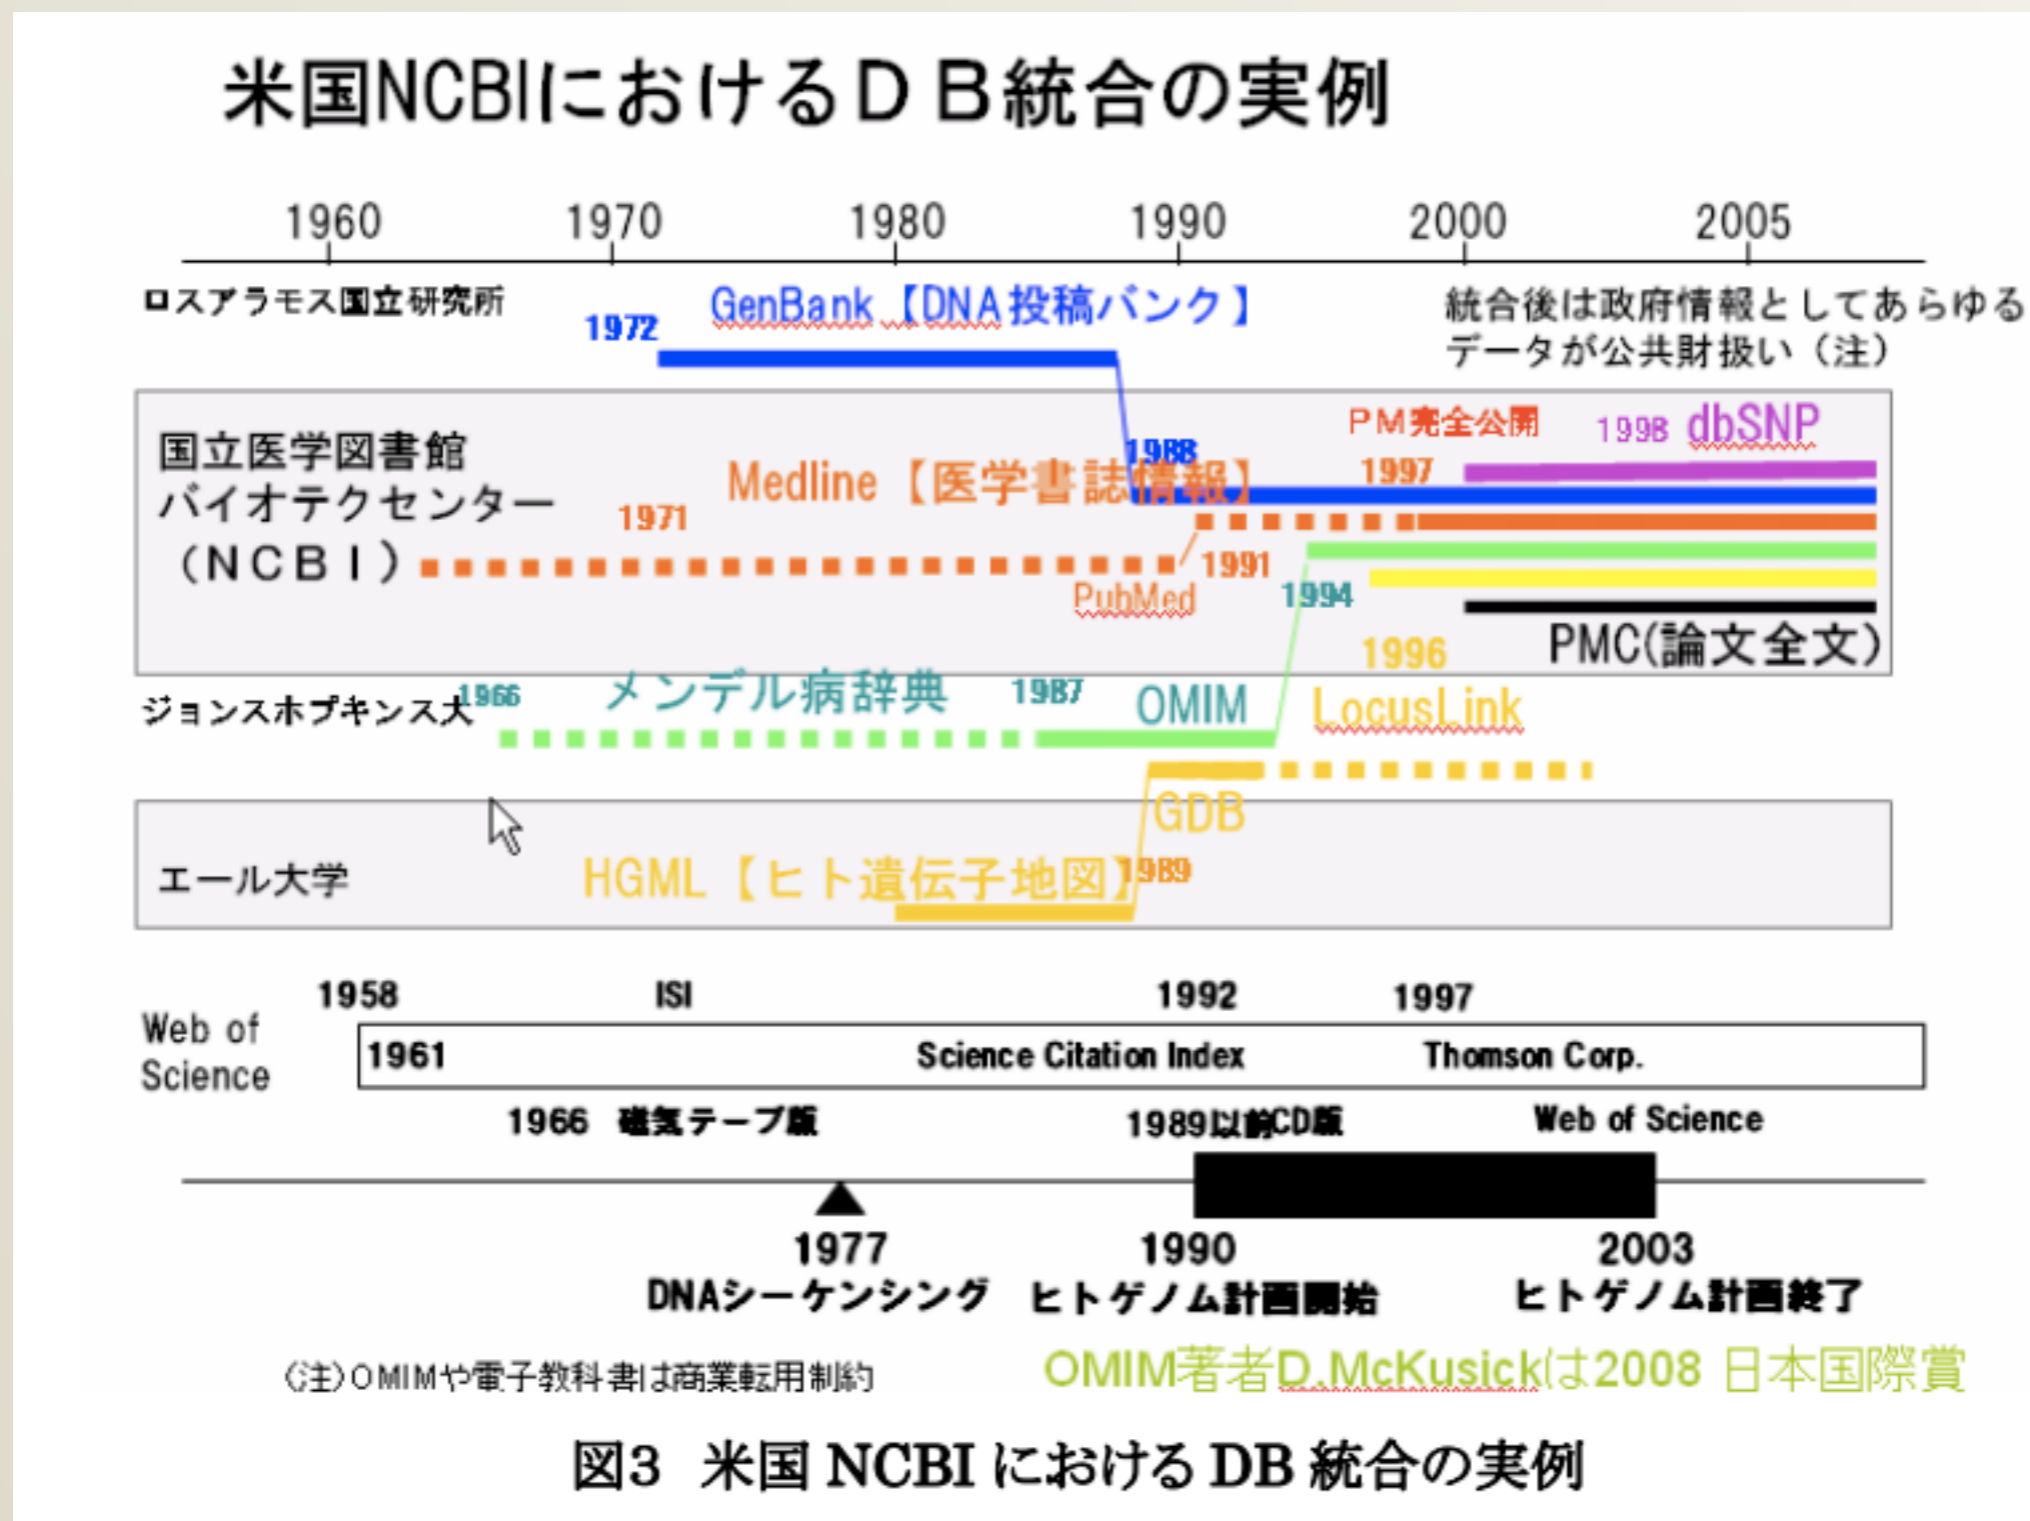 米国NCBIにおけるDB統合の実例
1960 1970 1980 1990 2000 2005
ロスアラモス国立研究所
1972
GenBank【DNA投稿バンク】
統合後は政府情報としてあらゆる
データが公共財扱い（注）
国立医学図書館
バイオテクセンター
（NCBI）
1971
Medline【医学書誌情報】
1988
PM完全公開
1997
1998 dbSNP
1991
PubMed
1994
1996
PMC(論文全文)
ジョンスホプキンス大
1966
メンデル病辞典
1987
OMIM
LocusLink
GDB
エール大学
HGML【ヒト遺伝子地図】
1989
1958 ISI 1992 1997
Web of
Science
1961 Science Citation Index Thomson Corp.
1966 磁気テープ版 1989以前CD版 Web of Science
1977 1990 2003
DNAシーケンシング ヒトゲノム計画開始 ヒトゲノム計画終了
（注）OMIMや電子教科書は商業転用制約
OMIM著者D.McKusickは2008 日本国際賞
図3 米国 NCBI における DB 統合の実例